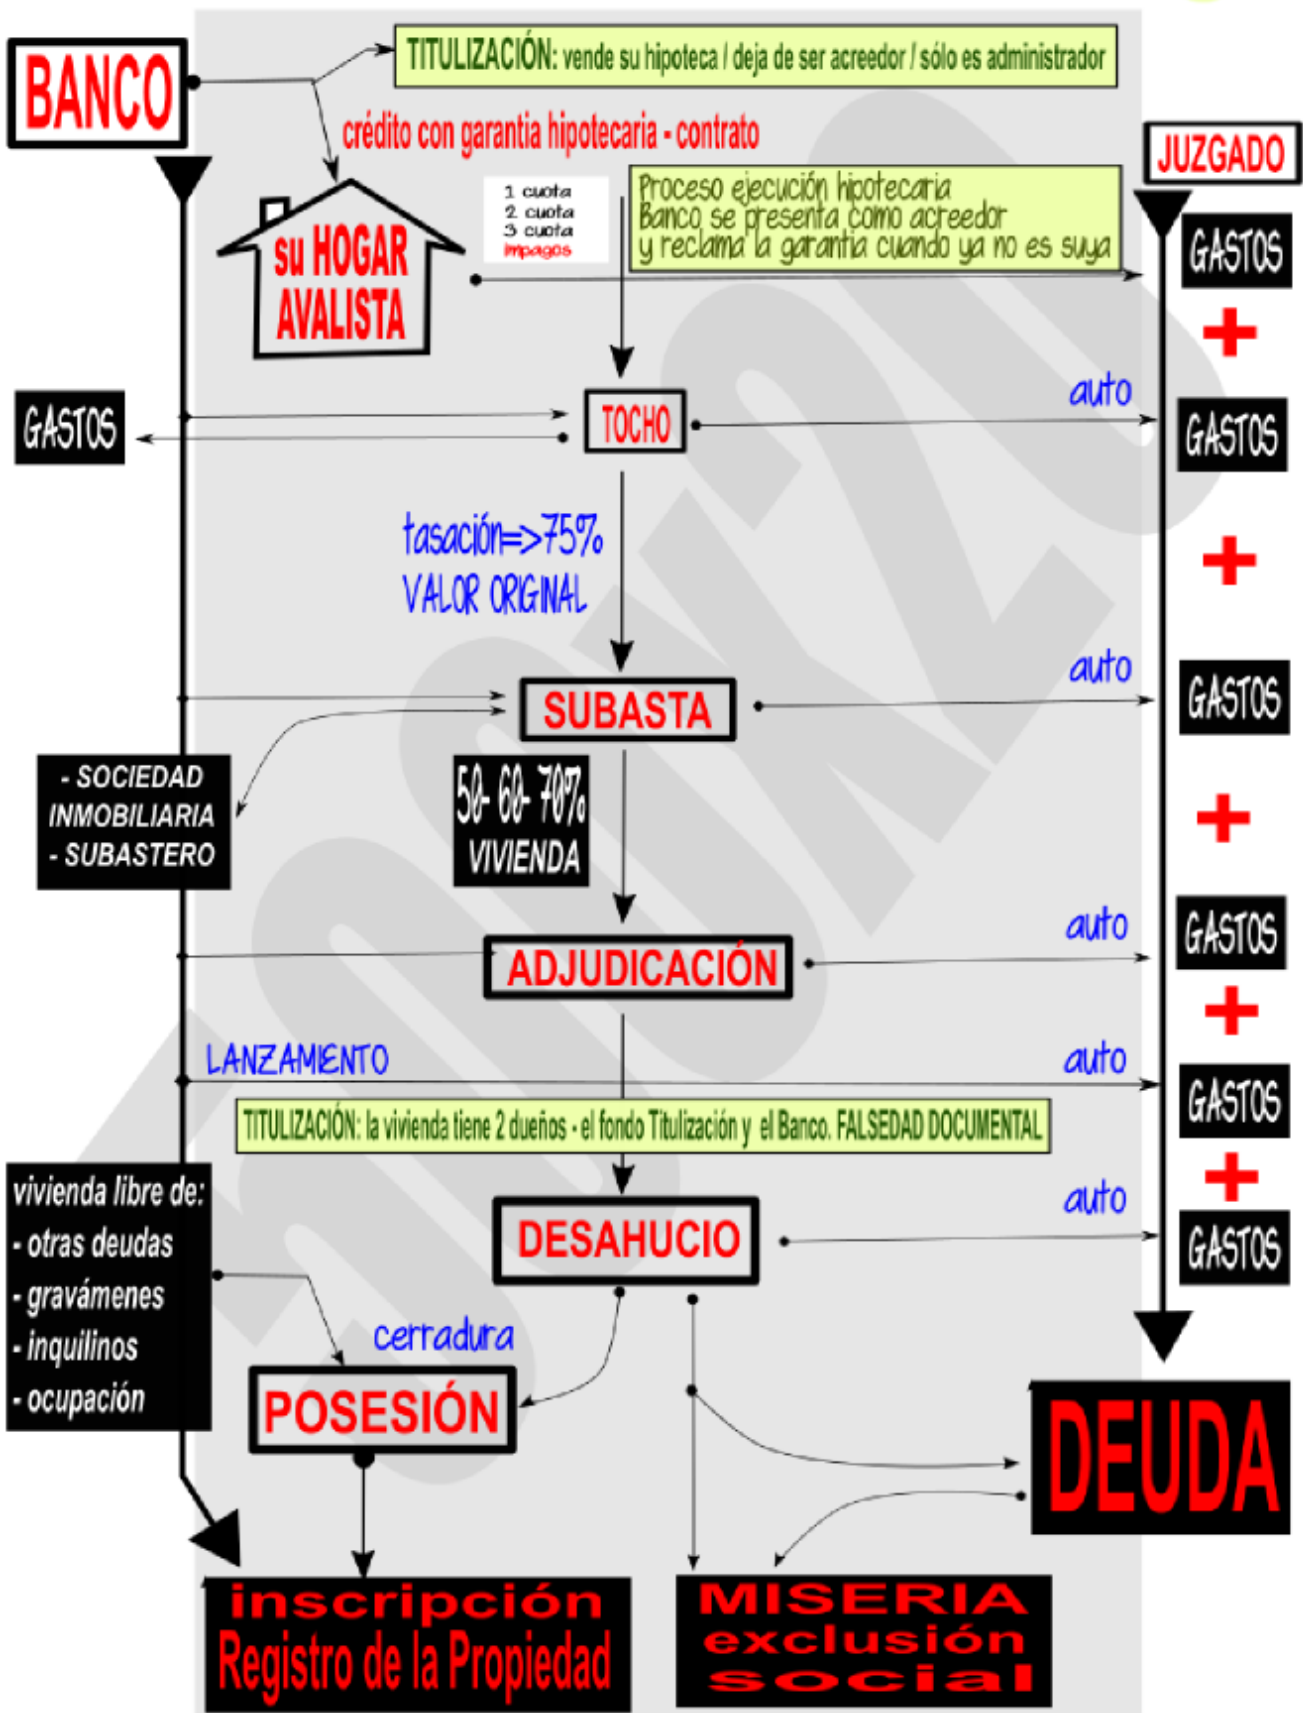 BANCO
TITULIZACIÓN: vende su hipoteca / deja de ser acreedor / sólo es administrador
crédito con garantia hipotecaria - contrato
JUZGADO
1 cuota
2 cuota
3 cuota
impagos
Proceso ejecución hipotecaria
Banco se presenta como acreedor
y reclama la garantia cuando ya no es suya
su HOGAR
AVALISTA
GASTOS
+
GASTOS
TOCHO
auto
GASTOS
tasación=>75%
VALOR ORIGINAL
+
SUBASTA
auto
GASTOS
- SOCIEDAD
INMOBILIARIA
- SUBASTERO
50- 60- 70%
VIVIENDA
+
ADJUDICACIÓN
auto
GASTOS
+
LANZAMIENTO
auto
GASTOS
TITULIZACIÓN: la vivienda tiene 2 dueños - el fondo Titulización y el Banco. FALSEDAD DOCUMENTAL
+
vivienda libre de:
- otras deudas
- gravámenes
- inquilinos
- ocupación
DESAHUCIO
auto
GASTOS
cerradura
POSESIÓN
DEUDA
inscripción
Registro de la Propiedad
MISERIA
exclusión
social